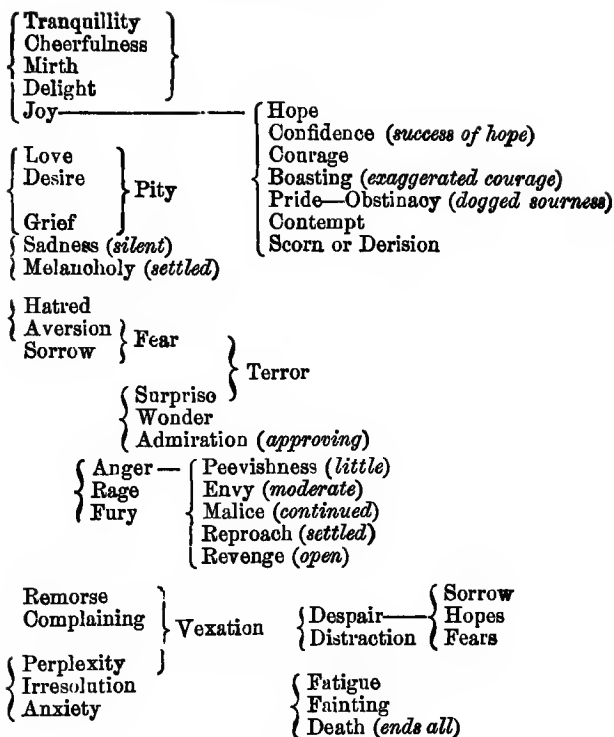 Tranquillity
Cheerfulness
Mirth
Delight
Joy
Hope
Confidence (success of hope)
Courage
Boasting (exaggerated courage)
Pride—Obstinacy (dogged sourness)
Contempt
Scorn or Derision
Love
Desire
Grief
Pity
Sadness (silent)
Melancholy (settled)
Hatred
Aversion
Sorrow
Fear
Terror
Surprise
Wonder
Admiration (approving)
Anger —
Rage
Fury
Peevishness (little)
Envy (moderate)
Malice (continued)
Reproach (settled)
Revenge (open)
Remorse
Complaining
Vexation
Perplexity
Irresolution
Anxiety
Despair
Distraction
Sorrow
Hopes
Fears
Fatigue
Fainting
Death (ends all)